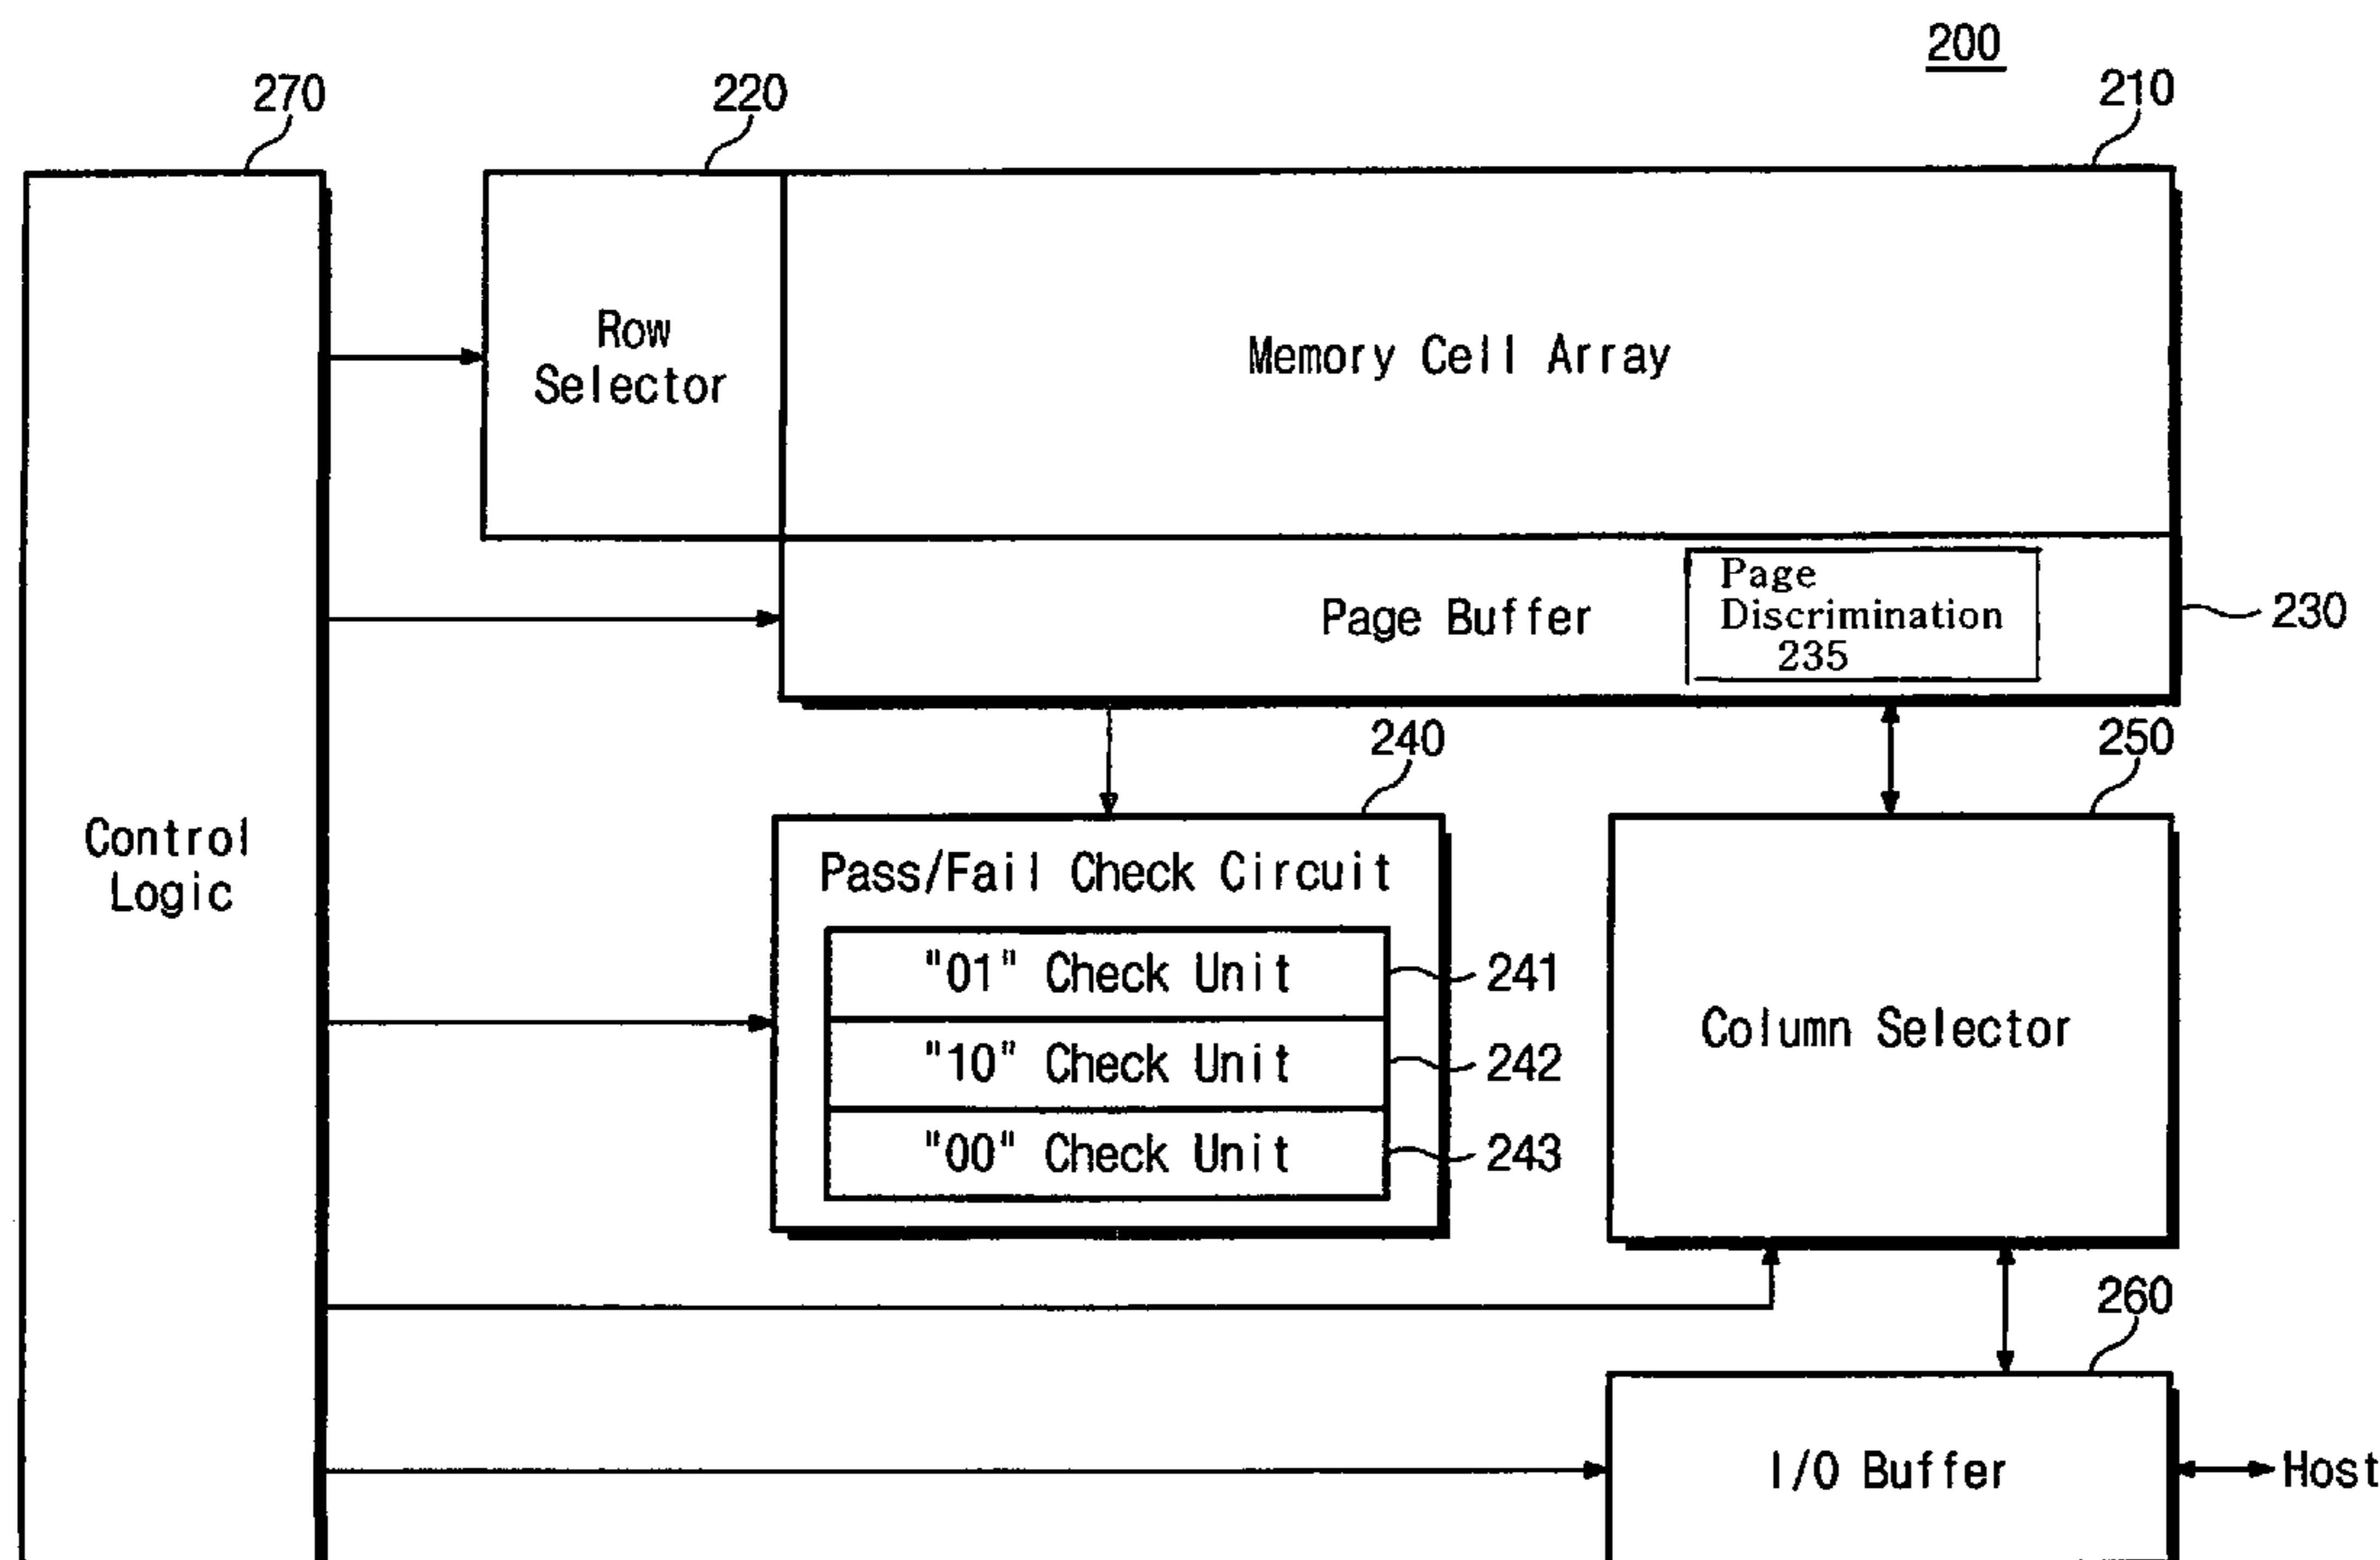 200
270
220
210
Row
Selector
Memory Cell Array
Page Buffer
Page
Discrimination
235
230
240
250
Control
Logic
Pass/Fail Check Circuit
"01" Check Unit
241
"10" Check Unit
242
"00" Check Unit
243
Column Selector
260
I/O Buffer
Host